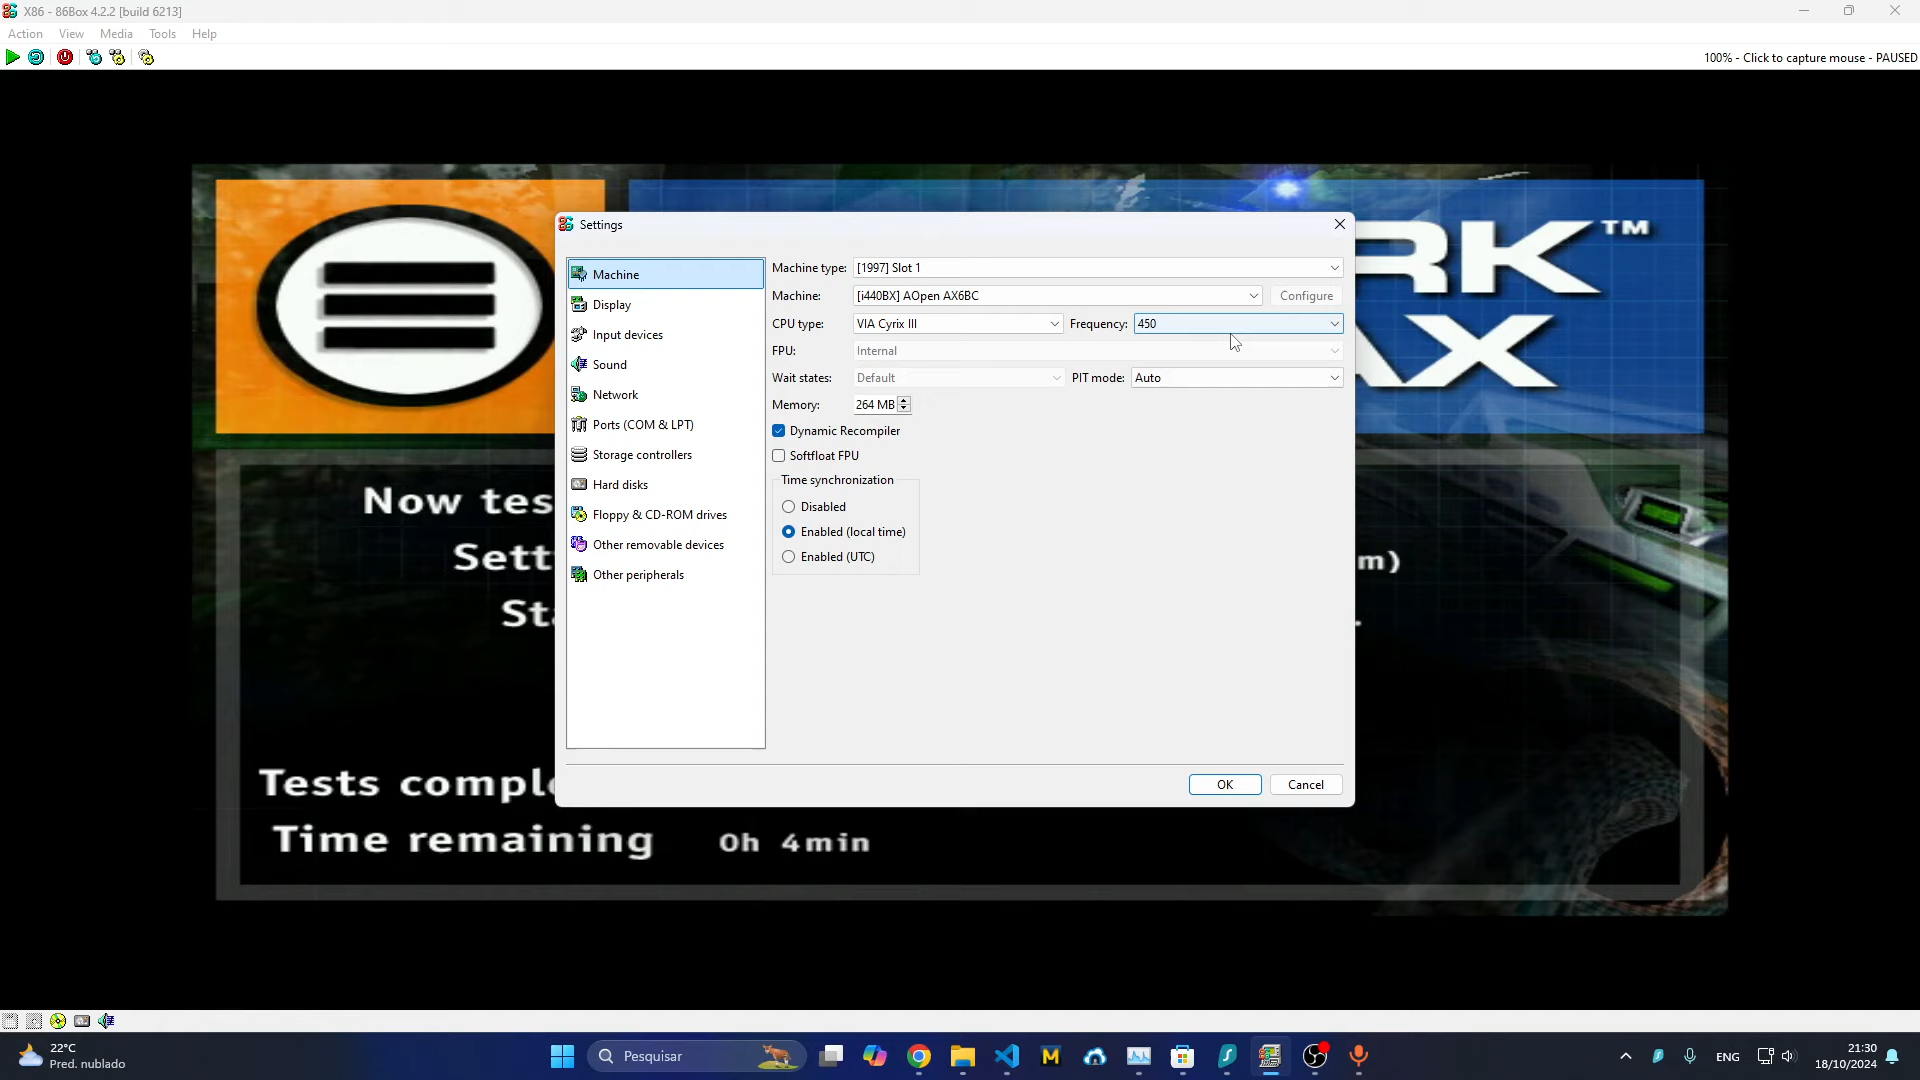 X86 - 86Box 4.2.2 [build 6213]
Action View Media Tools Help
100% - Click to capture mouse - PAUSED
RK™
AX
Settings
Machine
Display
Input devices
Sound
Network
Ports (COM & LPT)
Storage controllers
Hard disks
Floppy & CD-ROM drives
Other removable devices
Other peripherals
Machine type: [1997] Slot 1
Machine: [i440BX] AOpen AX6BC Configure
CPU type: VIA Cyrix III Frequency: 450
FPU: Internal
Wait states: Default PIT mode: Auto
Memory: 264 MB
Dynamic Recompiler
Softfloat FPU
Time synchronization
Disabled
Enabled (local time)
Enabled (UTC)
OK Cancel
Now tes
Sett m)
Sta .
Tests comple
Time remaining 0h 4min
22°C
Pred. nublado
Pesquisar
M
ENG
21:30
18/10/2024